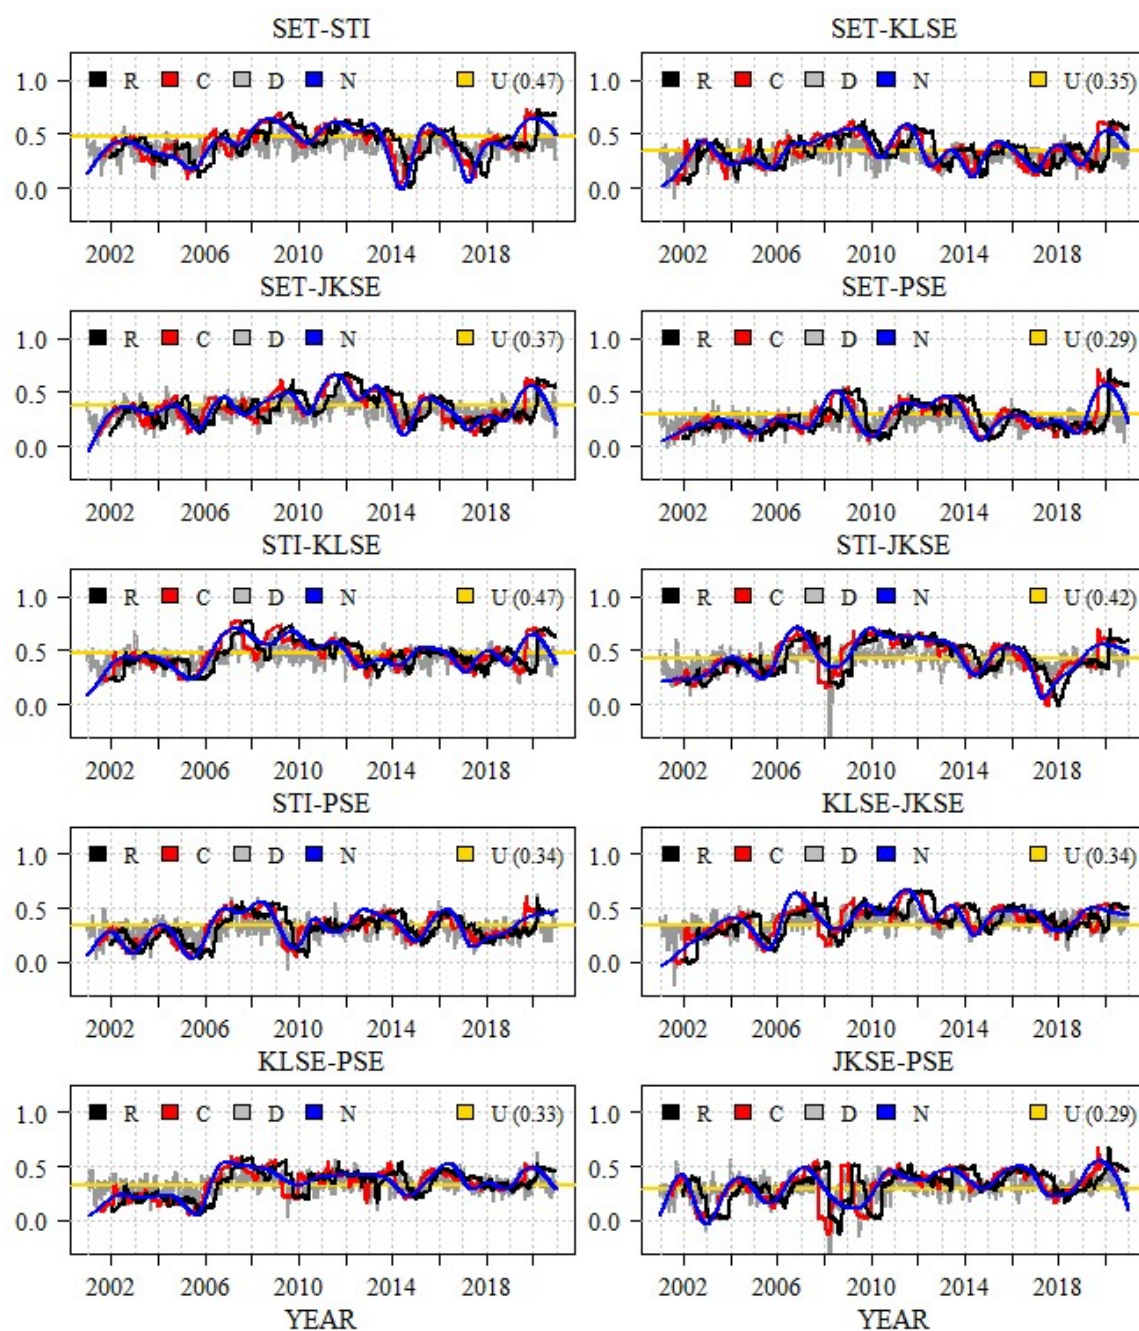 SET-STI SET-KLSE
1.0 R C D N U (0.47) R C D N U (0.35)
1.0
0.5 0.5
0.0 0.0
2002 2006 2010 2014 2018 2002 2006 2010 2014 2018
SET-JKSE SET-PSE
1.0 R C D N U (0.37) 1.0 R C D N U (0.29)
0.5 0.5
0.0 0.0
2002 2006 2010 2014 2018 2002 2006 2010 2014 2018
STI-KLSE STI-JKSE
1.0 R C D N U (0.47) 1.0 R C D N U (0.42)
0.5 0.5
0.0 0.0
2002 2006 2010 2014 2018 2002 2006 2010 2014 2018
STI-PSE KLSE-JKSE
1.0 R C D N U (0.34) 1.0 R C D N U (0.34)
0.5 0.5
0.0 0.0
2002 2006 2010 2014 2018 2002 2006 2010 2014 2018
KLSE-PSE JKSE-PSE
1.0 R C D N U (0.33) 1.0 R C D N U (0.29)
0.5 0.5
0.0 0.0
2002 2006 2010 2014 2018 2002 2006 2010 2014 2018
YEAR YEAR